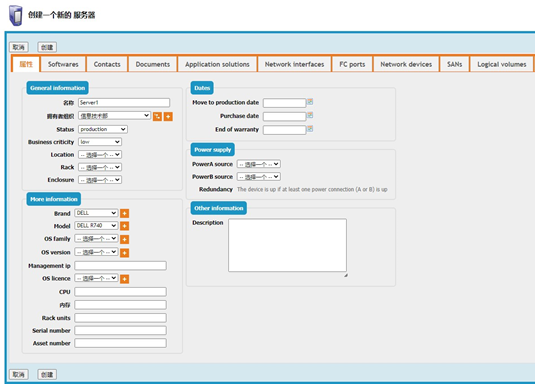 创建一个新的 服务器
取消 创建
属性 Softwares Contacts Documents Application solutions Network interfaces FC ports Network devices SANs Logical volumes
General information
名称 Server1
拥有者组织 信息技术部
Status production
Business criticity low
Location -- 选择一个 --
Rack -- 选择一个 --
Enclosure -- 选择一个 --
More information
Brand DELL
Model DELL R740
OS family -- 选择一个 --
OS version -- 选择一个 --
Management ip
OS licence -- 选择一个 --
CPU
内存
Rack units
Serial number
Asset number
Dates
Move to production date
Purchase date
End of warranty
Power supply
PowerA source -- 选择一个 --
PowerB source -- 选择一个 --
Redundancy The device is up if at least one power connection (A or B) is up
Other information
Description
取消 创建